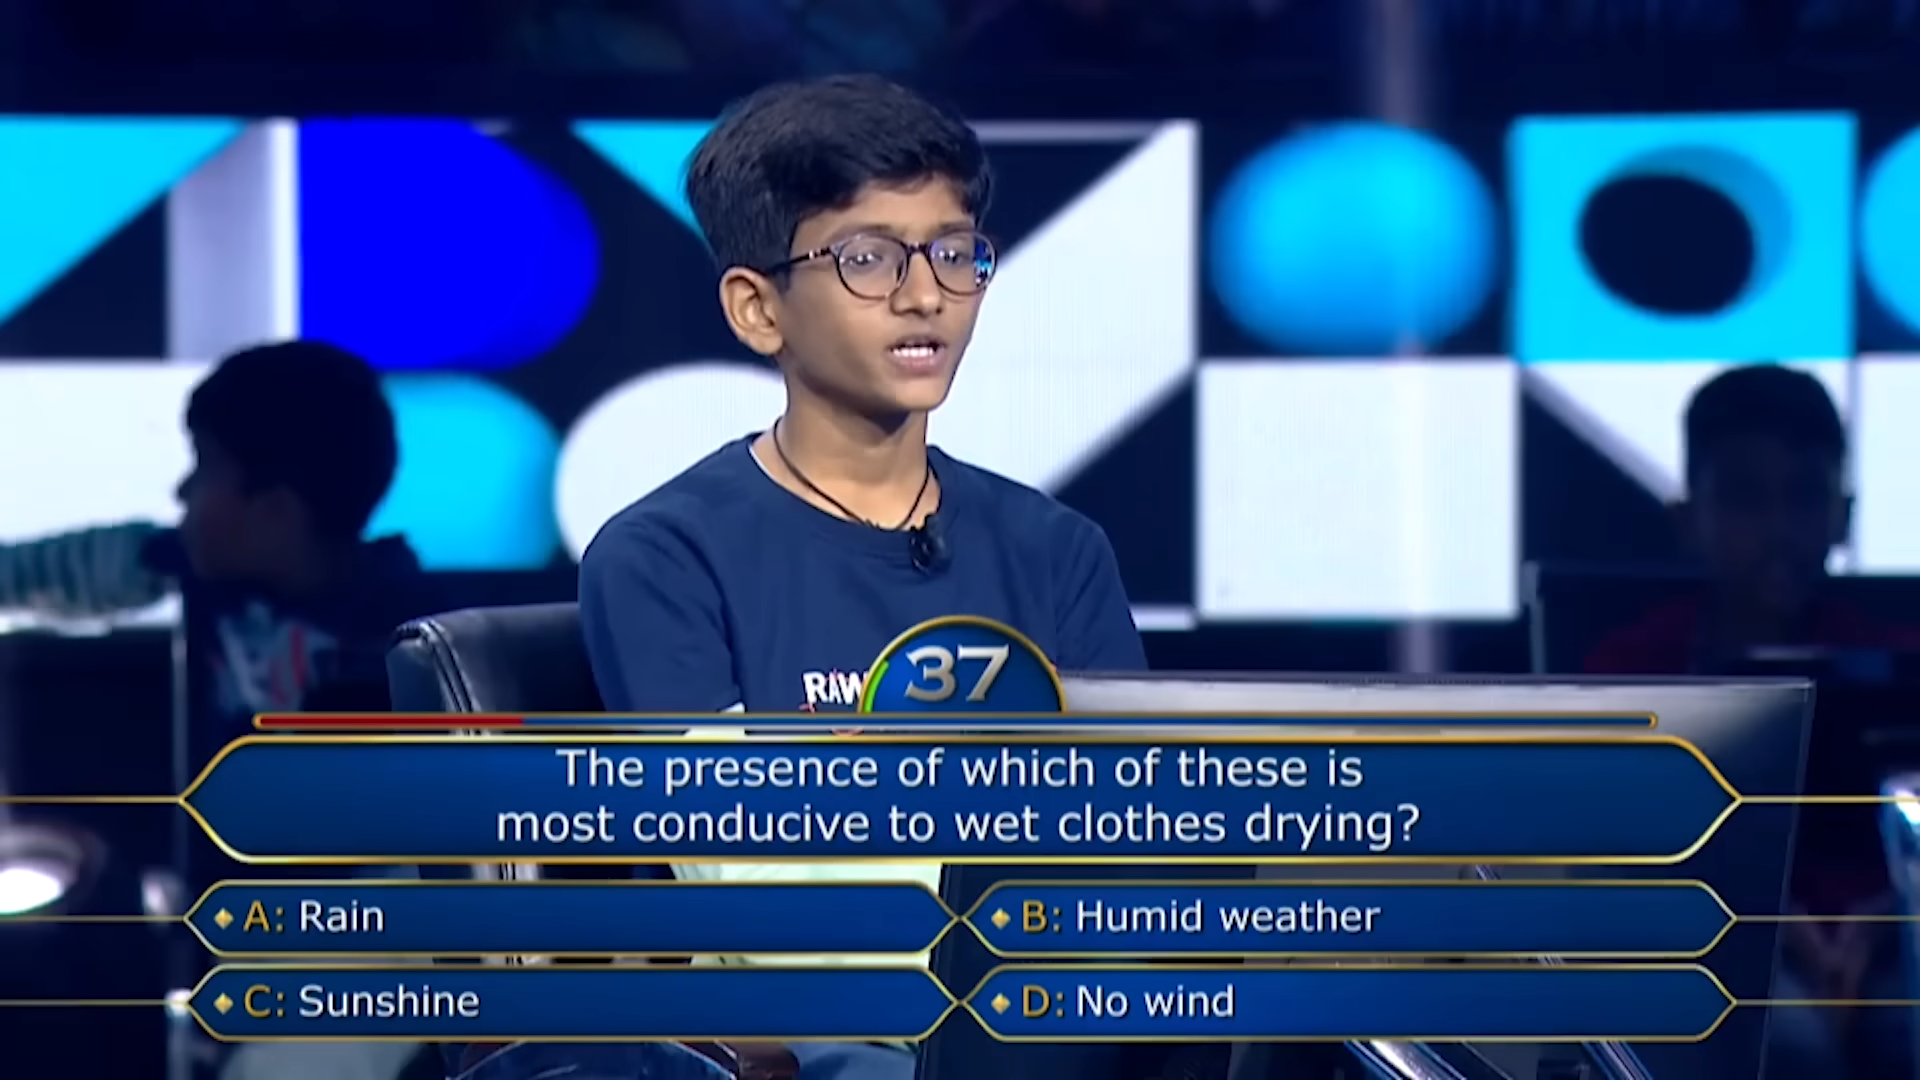 RAW
37
The presence of which of these is
most conducive to wet clothes drying?
A: Rain
B: Humid weather
C: Sunshine
D: No wind